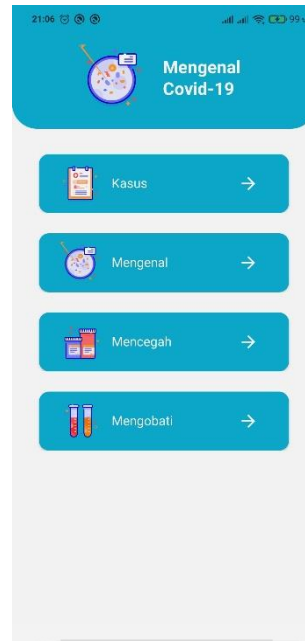 21:06
99%
Mengenal
Covid-19
Kasus
Mengenal
Mencegah
Mengobati